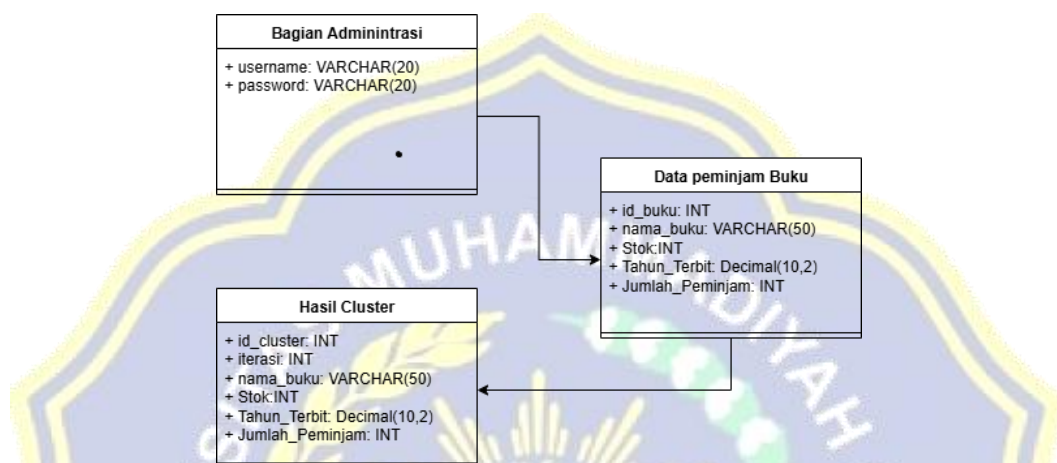 Bagian Adminintrasi
+ username: VARCHAR(20)
+ password: VARCHAR(20)
Data peminjam Buku
+ id_buku: INT
+ nama_buku: VARCHAR(50)
+ Stok:INT
+ Tahun_Terbit: Decimal(10,2)
+ Jumlah_Peminjam: INT
Hasil Cluster
+ id_cluster: INT
+ iterasi: INT
+ nama_buku: VARCHAR(50)
+ Stok:INT
+ Tahun_Terbit: Decimal(10,2)
+ Jumlah_Peminjam: INT
MUHAMMADIYAH